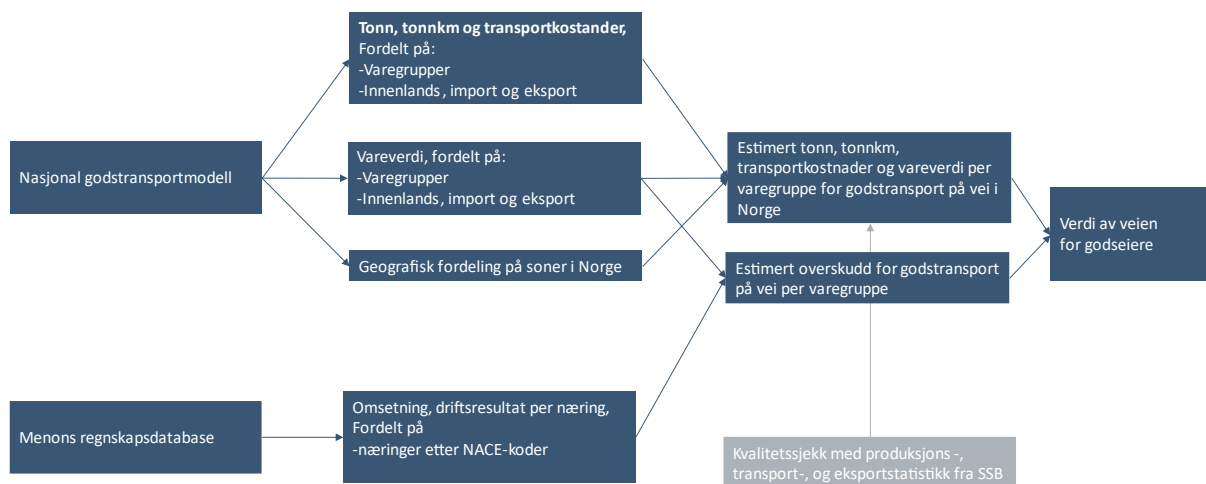 Tonn, tonnkm og transportkostander,
Fordelt på:
-Varegrupper
-Innenlands, import og eksport
Nasjonal godstransportmodell
Vareverdi, fordelt på:
-Varegrupper
-Innenlands, import og eksport
Geografisk fordeling på soner i Norge
Estimert tonn, tonnkm,
transportkostnader og vareverdi per
varegruppe for godstransport på vei i
Norge
Estimert overskudd for godstransport
på vei per varegruppe
Verdi av veien
for godseiere
Menons regnskapsdatabase
Omsetning, driftsresultat per næring,
Fordelt på
-næringer etter NACE-koder
Kvalitetssjekk med produksjons -,
transport-, og eksportstatistikk fra SSB